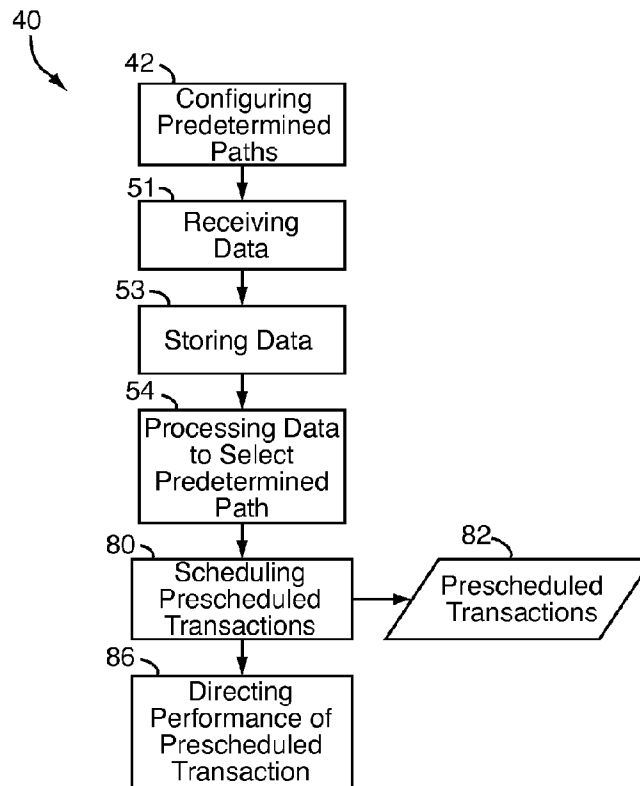 40
42
Configuring
Predetermined
Paths
51
Receiving
Data
53
Storing Data
54
Processing Data
to Select
Predetermined
Path
80
Scheduling
Prescheduled
Transactions
82
Prescheduled
Transactions
86
Directing
Performance of
Prescheduled
Transaction